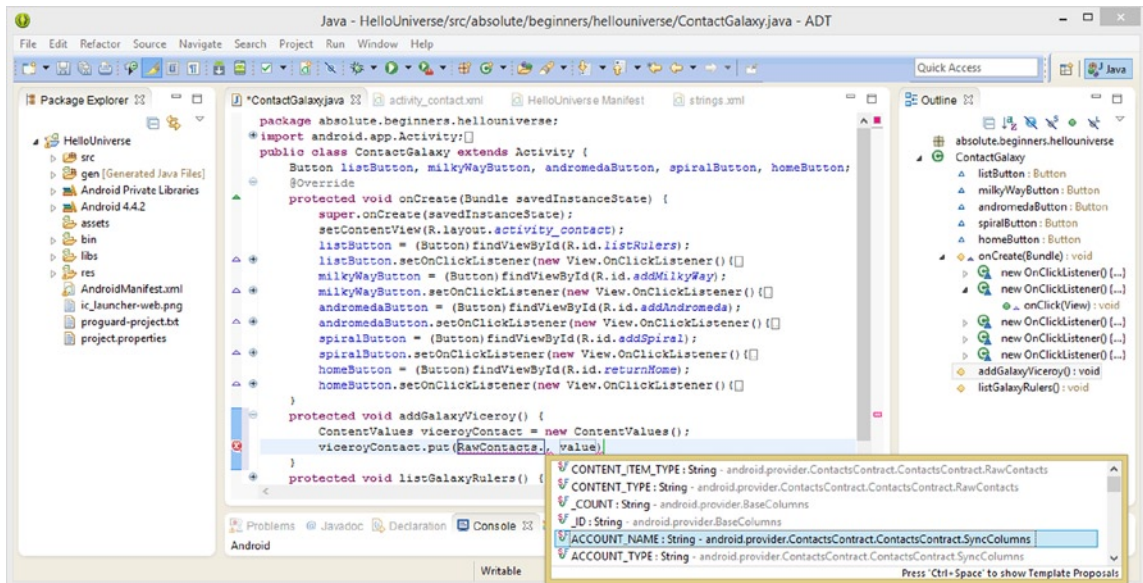 Java - HelloUniverse/src/absolute/beginners/hellouniverse/ContactGalaxy.java - ADT
File Edit Refactor Source Navigate Search Project Run Window Help
Quick Access
Java
Package Explorer
HelloUniverse
src
gen [Generated Java Files]
Android Private Libraries
Android 4.4.2
assets
bin
libs
res
AndroidManifest.xml
ic_launcher-web.png
proguard-project.txt
project.properties
*ContactGalaxy.java activity_contact.xml HelloUniverse Manifest strings.xml
package absolute.beginners.hellouniverse;
import android.app.Activity;
public class ContactGalaxy extends Activity {
Button listButton, milkyWayButton, andromedaButton, spiralButton, homeButton;
@Override
protected void onCreate(Bundle savedInstanceState) {
super.onCreate(savedInstanceState);
setContentView(R.layout.activity_contact);
listButton = (Button)findViewById(R.id.listRulers);
listButton.setOnClickListener(new View.OnClickListener(){
milkyWayButton = (Button)findViewById(R.id.addMilkyWay);
milkyWayButton.setOnClickListener(new View.OnClickListener(){
andromedaButton = (Button)findViewById(R.id.addAndromeda);
andromedaButton.setOnClickListener(new View.OnClickListener(){
spiralButton = (Button)findViewById(R.id.addSpiral);
spiralButton.setOnClickListener(new View.OnClickListener(){
homeButton = (Button)findViewById(R.id.returnHome);
homeButton.setOnClickListener(new View.OnClickListener(){
}
protected void addGalaxyViceroy() {
ContentValues viceroyContact = new ContentValues();
viceroyContact.put(RawContacts., value)
}
protected void listGalaxyRulers() {
CONTENT_ITEM_TYPE : String - android.provider.ContactsContract.ContactsContract.RawContacts
CONTENT_TYPE : String - android.provider.ContactsContract.ContactsContract.RawContacts
_COUNT : String - android.provider.BaseColumns
_ID : String - android.provider.BaseColumns
ACCOUNT_NAME : String - android.provider.ContactsContract.ContactsContract.SyncColumns
ACCOUNT_TYPE : String - android.provider.ContactsContract.ContactsContract.SyncColumns
Press 'Ctrl+Space' to show Template Proposals
Problems @ Javadoc Declaration Console
Android
Writable
Outline
absolute.beginners.hellouniverse
ContactGalaxy
listButton : Button
milkyWayButton : Button
andromedaButton : Button
spiralButton : Button
homeButton : Button
onCreate(Bundle) : void
new OnClickListener() {...}
new OnClickListener() {...}
onClick(View) : void
new OnClickListener() {...}
new OnClickListener() {...}
new OnClickListener() {...}
addGalaxyViceroy() : void
listGalaxyRulers() : void